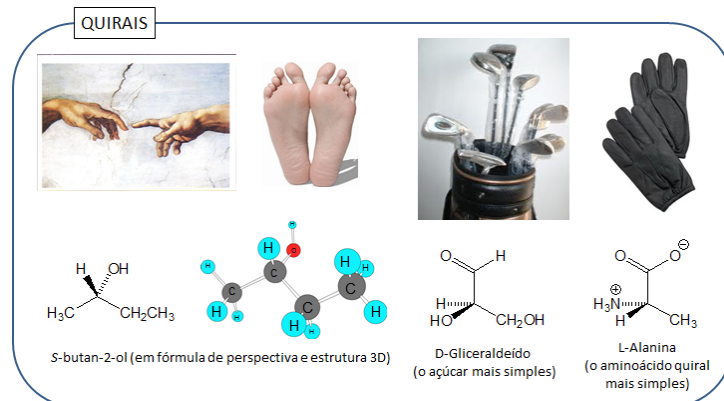 QUIRAIS
H OH
H₃C CH₂CH₃
H
H
O
H
H
C
C
H
H
C
C
H
H
H
H
H
S-butan-2-ol (em fórmula de perspectiva e estrutura 3D)
O H
H
HO CH₂OH
D-Gliceraldeído
(o açúcar mais simples)
O O⊖
⊕
H₃N
H CH₃
L-Alanina
(o aminoácido quiral
mais simples)